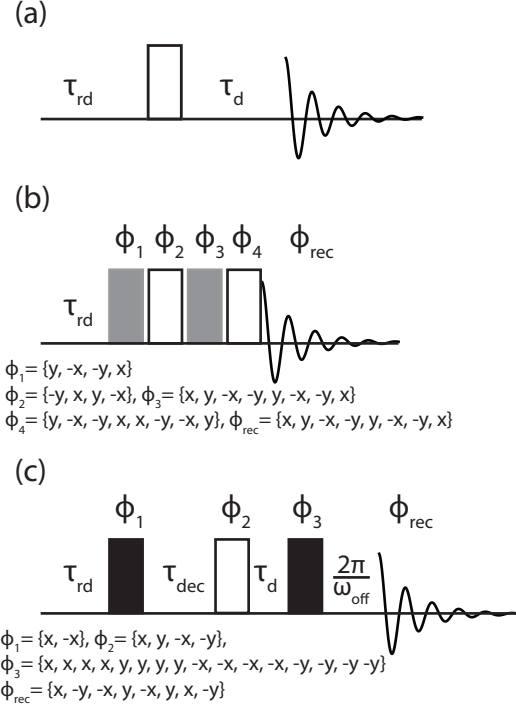 (a)
τrd τd
(b)
ϕ1 ϕ2 ϕ3 ϕ4 ϕrec
τrd
ϕ1= {y, -x, -y, x}
ϕ2= {-y, x, y, -x}, ϕ3= {x, y, -x, -y, y, -x, -y, x}
ϕ4= {y, -x, -y, x, x, -y, -x, y}, ϕrec= {x, y, -x, -y, y, -x, -y, x}
(c)
ϕ1 ϕ2 ϕ3 ϕrec
τrd τdec τd 2π/ωoff
ϕ1= {x, -x}, ϕ2= {x, y, -x, -y},
ϕ3= {x, x, x, x, y, y, y, y, -x, -x, -x, -x, -y, -y, -y -y}
ϕrec= {x, -y, -x, y, -x, y, x, -y}